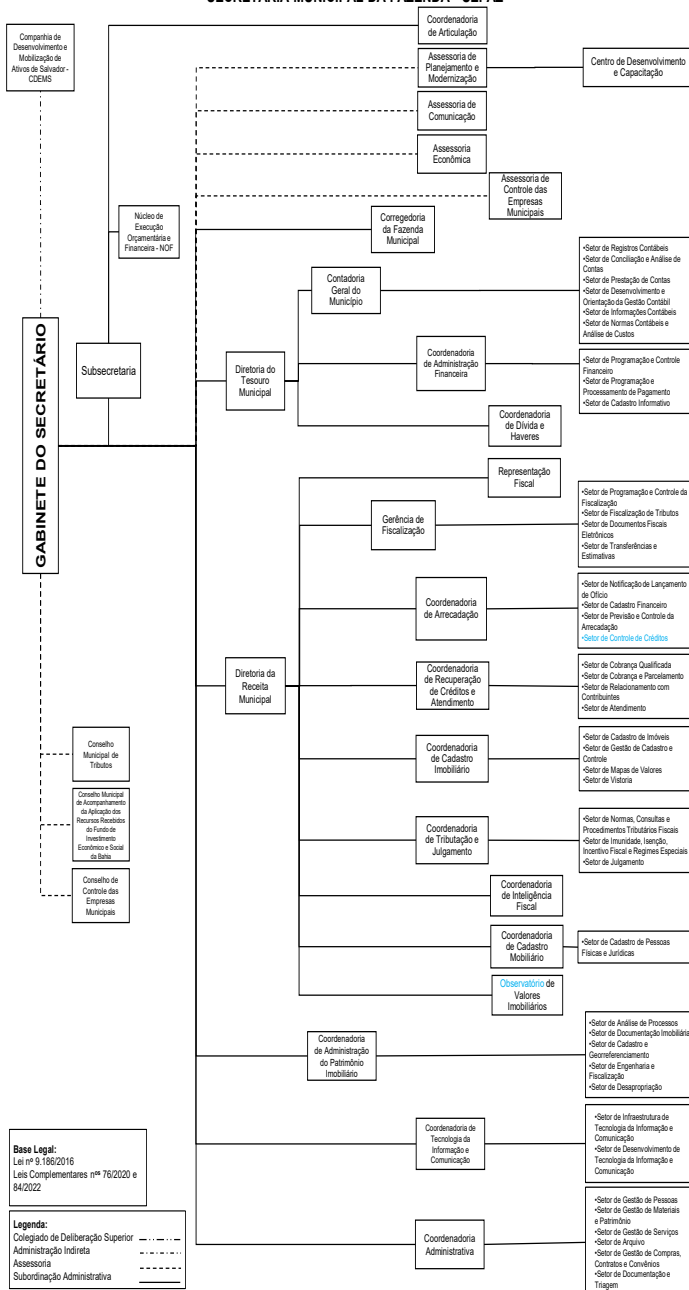 SECRETARIA MUNICIPAL DA FAZENDA - SEFAZ
Companhia de
Desenvolvimento e
Mobilização de
Ativos de Salvador -
CDEMS
Coordenadoria
de Articulação
Assessoria de
Planejamento e
Modernização
Centro de Desenvolvimento
e Capacitação
Assessoria de
Comunicação
Assessoria
Econômica
Assessoria de
Controle das
Empresas
Municipais
Núcleo de
Execução
Orçamentária e
Financeira - NOF
Corregedoria
da Fazenda
Municipal
GABINETE DO SECRETÁRIO
Subsecretaria
Diretoria do
Tesouro
Municipal
Contadoria
Geral do
Município
•Setor de Registros Contábeis
•Setor de Conciliação e Análise de
Contas
•Setor de Prestação de Contas
•Setor de Desenvolvimento e
Orientação da Gestão Contábil
•Setor de Informações Contábeis
•Setor de Normas Contábeis e
Análise de Custos
Coordenadoria
de Administração
Financeira
•Setor de Programação e Controle
Financeiro
•Setor de Programação e
Processamento de Pagamento
•Setor de Cadastro Informativo
Coordenadoria
de Dívida e
Haveres
Diretoria da
Receita
Municipal
Representação
Fiscal
Gerência de
Fiscalização
•Setor de Programação e Controle da
Fiscalização
•Setor de Fiscalização de Tributos
•Setor de Documentos Fiscais
Eletrônicos
•Setor de Transferências e
Estimativas
Coordenadoria
de Arrecadação
•Setor de Notificação de Lançamento
de Ofício
•Setor de Cadastro Financeiro
•Setor de Previsão e Controle da
Arrecadação
•Setor de Controle de Créditos
Coordenadoria
de Recuperação
de Créditos e
Atendimento
•Setor de Cobrança Qualificada
•Setor de Cobrança e Parcelamento
•Setor de Relacionamento com
Contribuintes
•Setor de Atendimento
Coordenadoria
de Cadastro
Imobiliário
•Setor de Cadastro de Imóveis
•Setor de Gestão de Cadastro e
Controle
•Setor de Mapas de Valores
•Setor de Vistoria
Coordenadoria
de Tributação e
Julgamento
•Setor de Normas, Consultas e
Procedimentos Tributários Fiscais
•Setor de Imunidade, Isenção,
Incentivo Fiscal e Regimes Especiais
•Setor de Julgamento
Coordenadoria
de Inteligência
Fiscal
Coordenadoria
de Cadastro
Mobiliário
•Setor de Cadastro de Pessoas
Físicas e Jurídicas
Observatório de
Valores
Imobiliários
Conselho
Municipal de
Tributos
Conselho Municipal
de Acompanhamento
da Aplicação dos
Recursos Recebidos
do Fundo de
Investimento
Econômico e Social
da Bahia
Conselho de
Controle das
Empresas
Municipais
Coordenadoria
de Administração
do Patrimônio
Imobiliário
•Setor de Análise de Processos
•Setor de Documentação Imobiliária
•Setor de Cadastro e
Georreferenciamento
•Setor de Engenharia e
Fiscalização
•Setor de Desapropriação
Coordenadoria de
Tecnologia da
Informação e
Comunicação
•Setor de Infraestrutura de
Tecnologia da Informação e
Comunicação
•Setor de Desenvolvimento de
Tecnologia da Informação e
Comunicação
Coordenadoria
Administrativa
•Setor de Gestão de Pessoas
•Setor de Gestão de Materiais
e Patrimônio
•Setor de Gestão de Serviços
•Setor de Arquivo
•Setor de Gestão de Compras,
Contratos e Convênios
•Setor de Documentação e
Triagem
Base Legal:
Lei nº 9.186/2016
Leis Complementares nºs 76/2020 e
84/2022
Legenda:
Colegiado de Deliberação Superior
Administração Indireta
Assessoria
Subordinação Administrativa